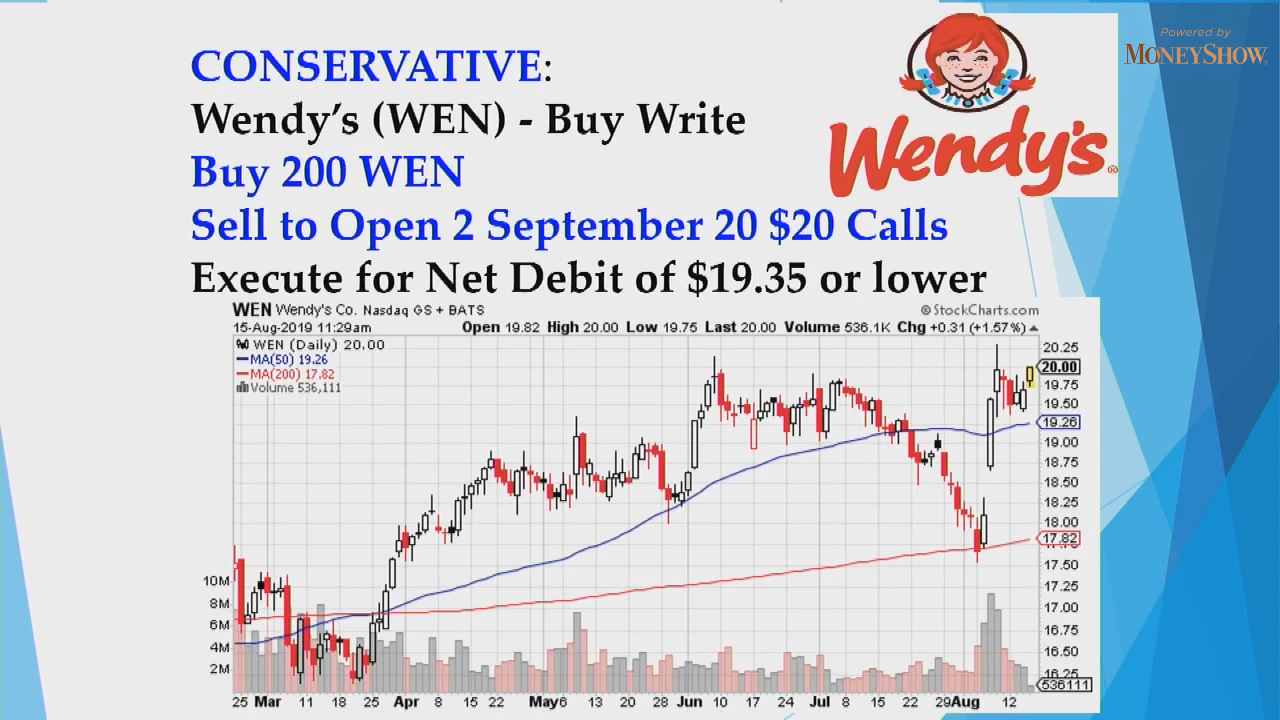 Powered by
MONEYSHOW
CONSERVATIVE:
Wendy's (WEN) - Buy Write
Buy 200 WEN
Sell to Open 2 September 20 $20 Calls
Execute for Net Debit of $19.35 or lower
Wendy's
WEN Wendy's Co. Nasdaq GS + BATS
© StockCharts.com
15-Aug-2019 11:29am Open 19.82 High 20.00 Low 19.75 Last 20.00 Volume 536.1K Chg +0.31 (+1.57%)
WEN (Daily) 20.00
MA(50) 19.26
MA(200) 17.82
Volume 536,111
20.25
20.00
19.75
19.50
19.26
19.00
18.75
18.50
18.25
18.00
17.82
17.50
17.25
17.00
16.75
16.50
16.25
536111
10M
8M
6M
4M
2M
25 Mar 11 18 25 Apr 8 15 22 May6 13 20 28 Jun 10 17 24 Jul 8 15 22 29Aug 12